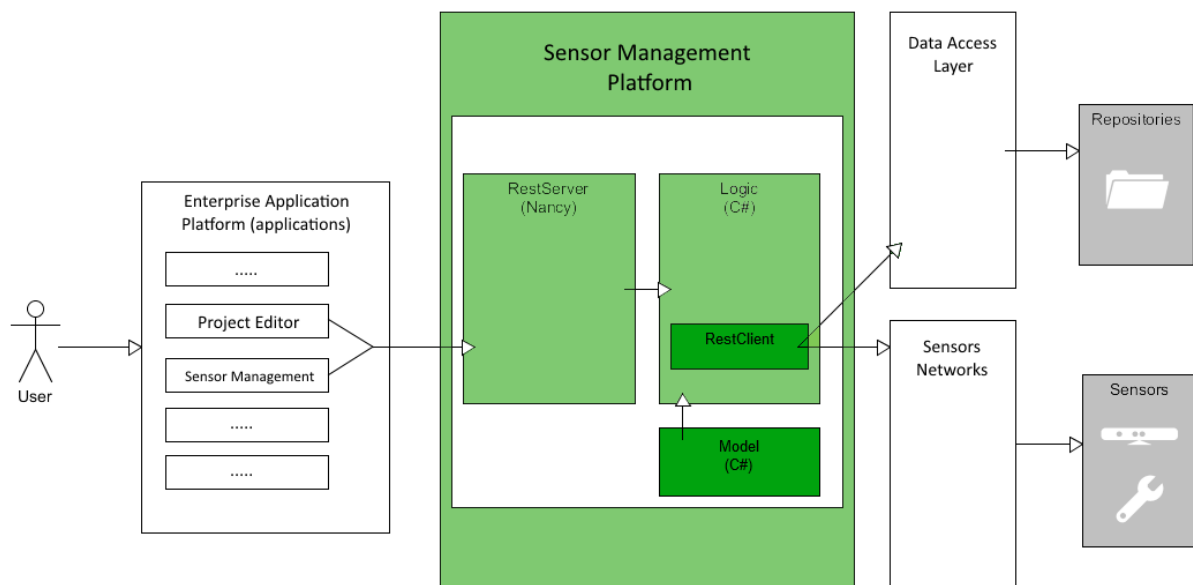 User
Enterprise Application
Platform (applications)
.....
Project Editor
Sensor Management
.....
.....
Sensor Management
Platform
RestServer
(Nancy)
Logic
(C#)
RestClient
Model
(C#)
Data Access
Layer
Repositories
Sensors
Networks
Sensors